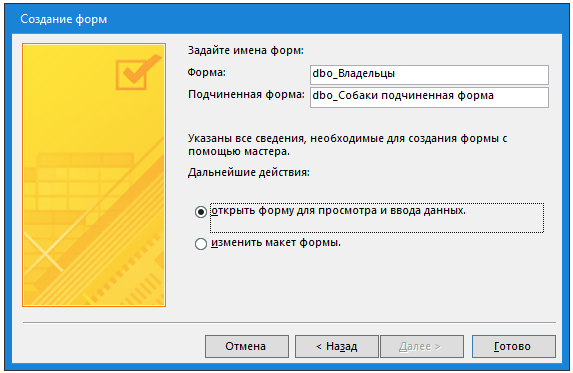 Создание форм
Задайте имена форм:
Форма:
dbo_Владельцы
Подчиненная форма:
dbo_Собаки подчиненная форма
Указаны все сведения, необходимые для создания формы с
помощью мастера.
Дальнейшие действия:
открыть форму для просмотра и ввода данных.
изменить макет формы.
Отмена
< Назад
Далее >
Готово